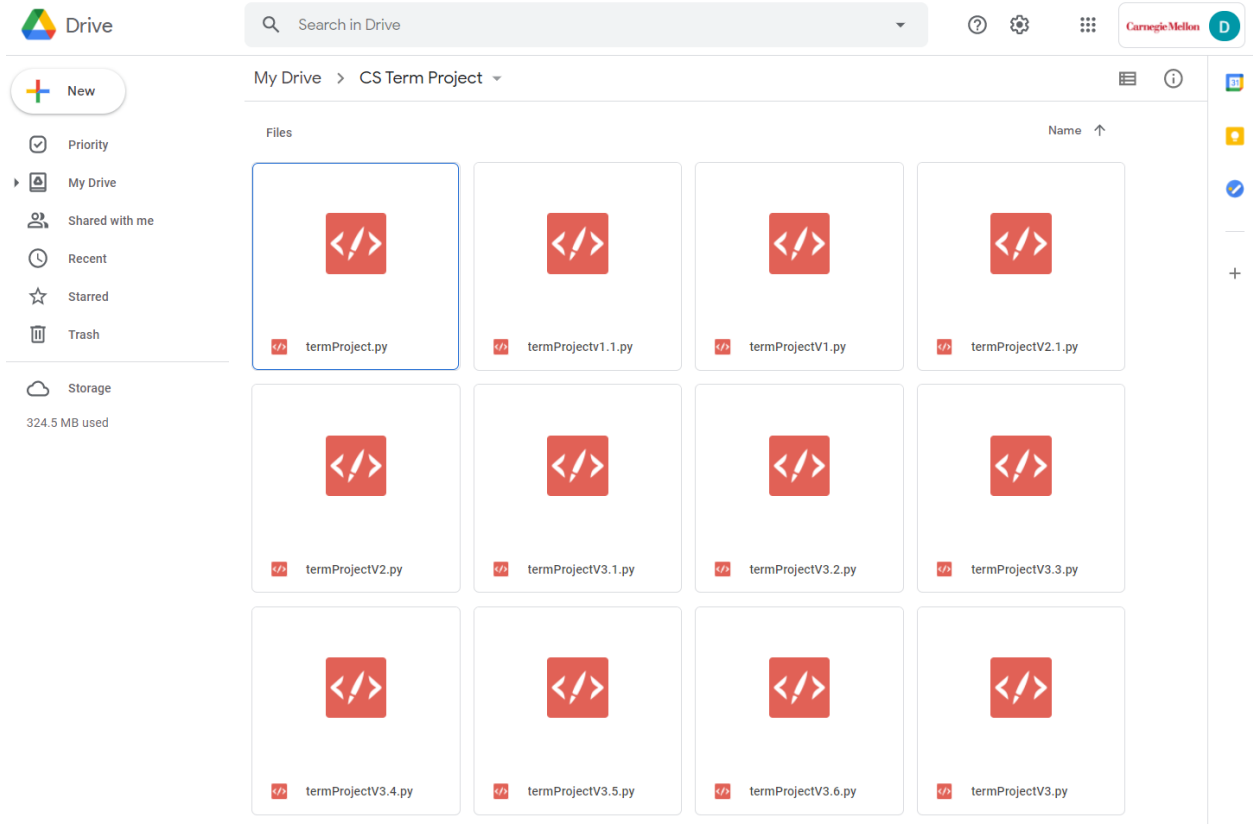 Drive
Search in Drive
Carnegie Mellon
D
New
My Drive > CS Term Project
31
Priority
My Drive
Shared with me
Recent
Starred
Trash
Storage
324.5 MB used
Files
Name
termProject.py
termProjectv1.1.py
termProjectV1.py
termProjectV2.1.py
termProjectV2.py
termProjectV3.1.py
termProjectV3.2.py
termProjectV3.3.py
termProjectV3.4.py
termProjectV3.5.py
termProjectV3.6.py
termProjectV3.py